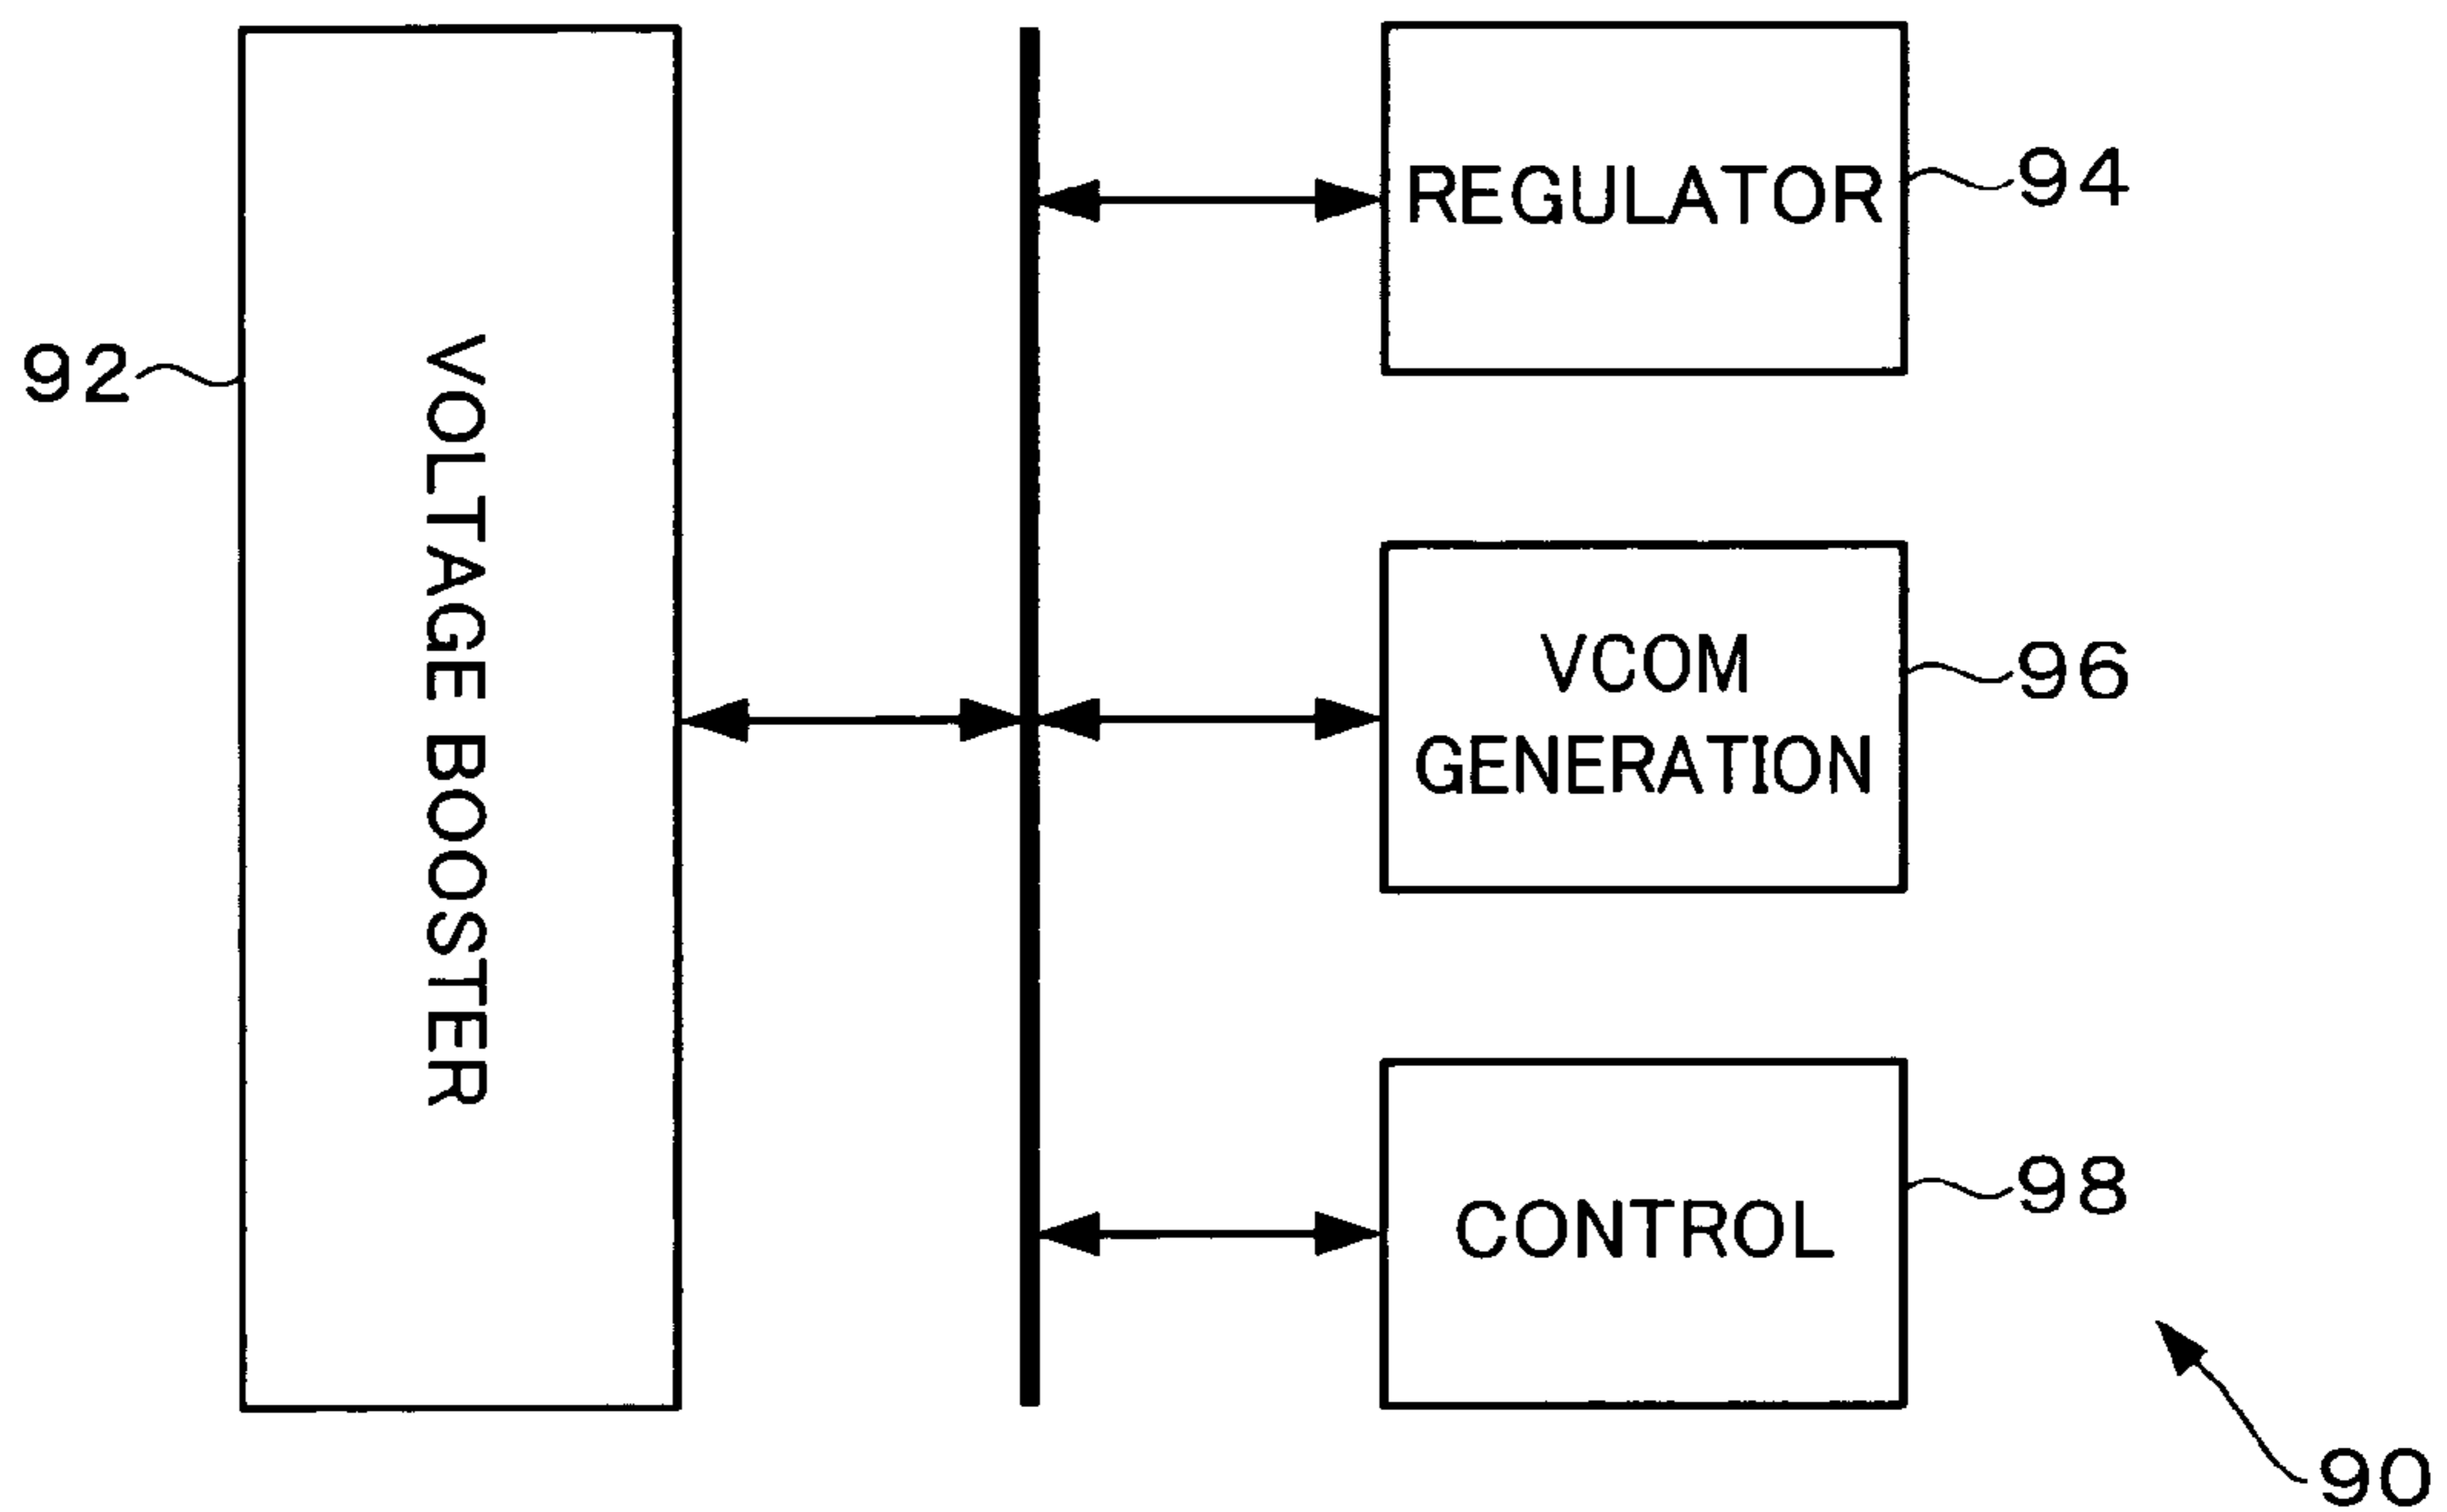 REGULATOR
94
92
VOLTAGE BOOSTER
VCOM
GENERATION
96
CONTROL
98
90